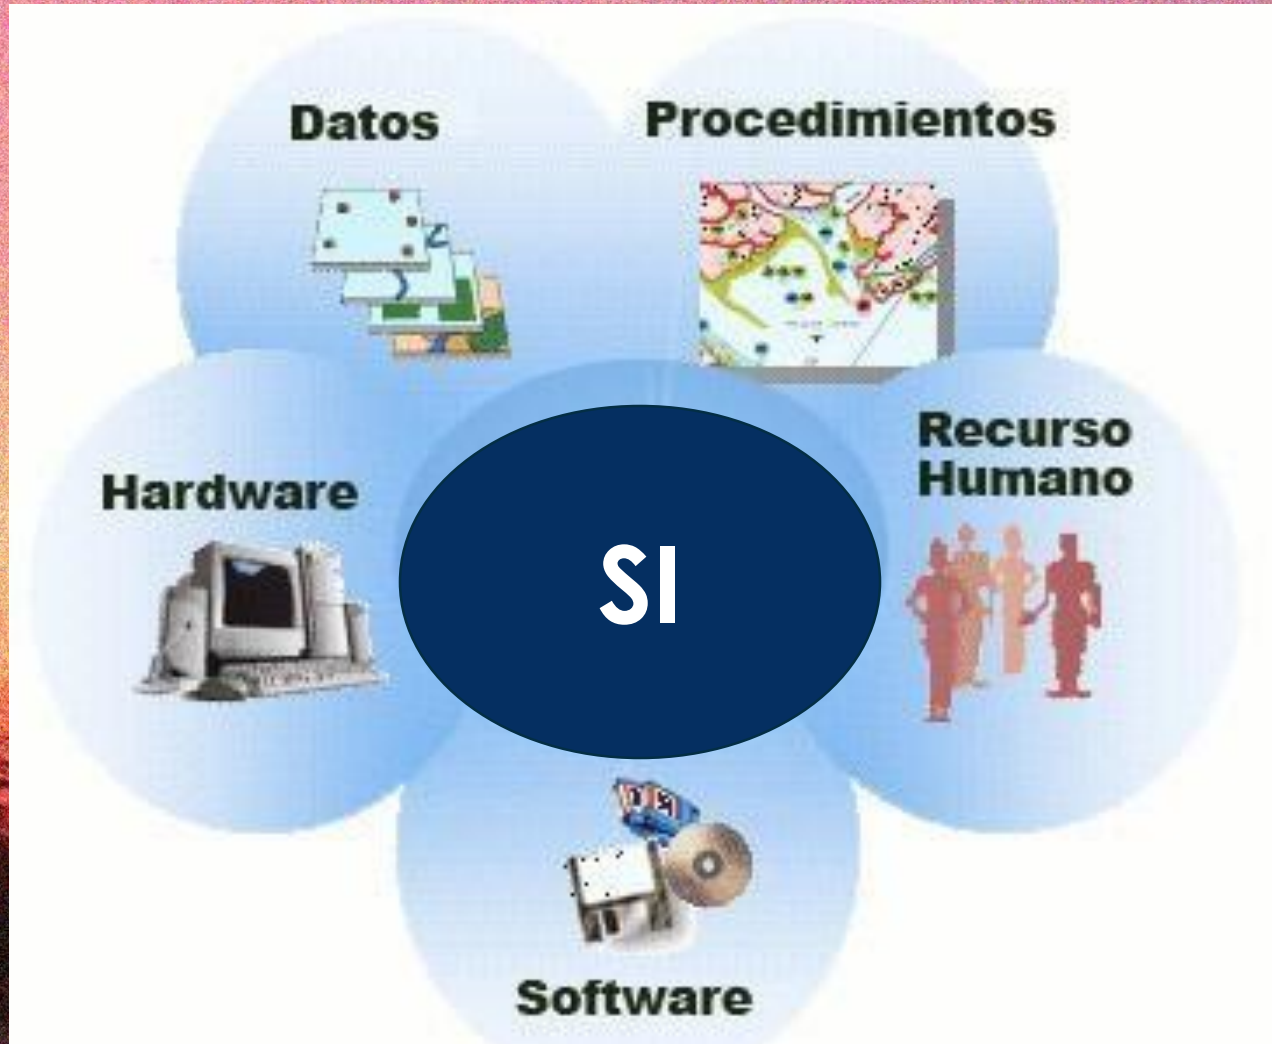 Datos
Procedimientos
Hardware
Recurso
Humano
SI
Software